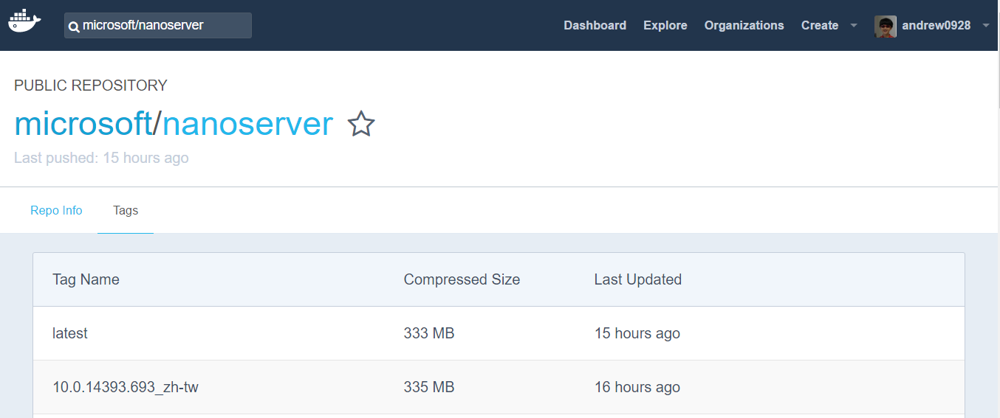 microsoft/nanoserver
Dashboard Explore Organizations Create andrew0928
PUBLIC REPOSITORY
microsoft/nanoserver
Last pushed: 15 hours ago
Repo Info Tags
Tag Name Compressed Size Last Updated
latest 333 MB 15 hours ago
10.0.14393.693_zh-tw 335 MB 16 hours ago